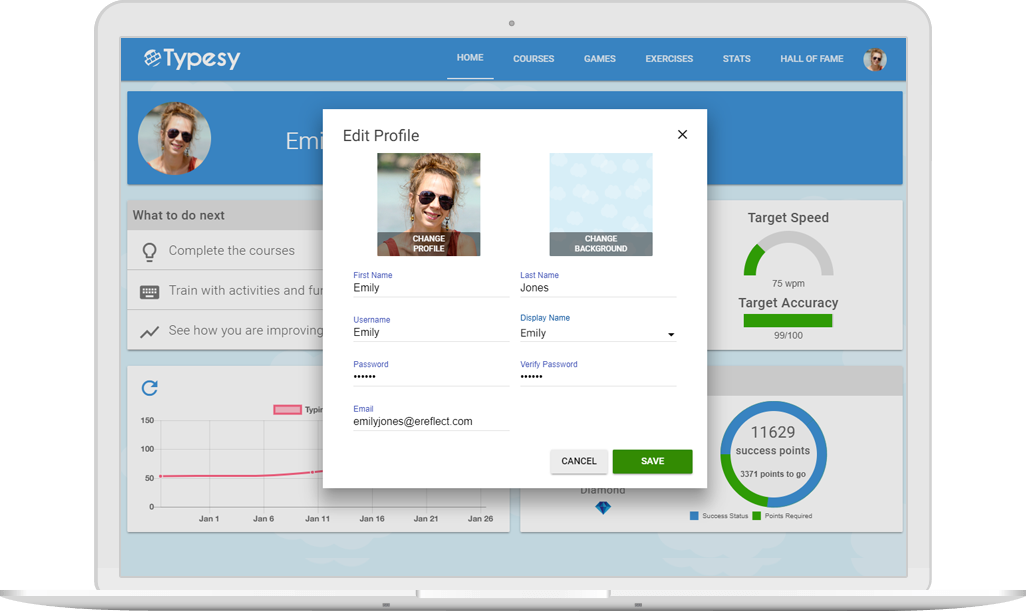 Typesy
HOME COURSES GAMES EXERCISES STATS HALL OF FAME
Emi
Edit Profile
CHANGE
PROFILE
CHANGE
BACKGROUND
First Name
Emily
Last Name
Jones
Username
Emily
Display Name
Emily
Password
••••••
Verify Password
••••••
Email
emilyjones@ereflect.com
CANCEL SAVE
What to do next
Complete the courses
Train with activities and fu
See how you are improving
Target Speed
75 wpm
Target Accuracy
99/100
Typin
150
100
50
0
Jan 1 Jan 6 Jan 11 Jan 16 Jan 21 Jan 26
Diamond
11629
success points
3371 points to go
Success Status Points Required